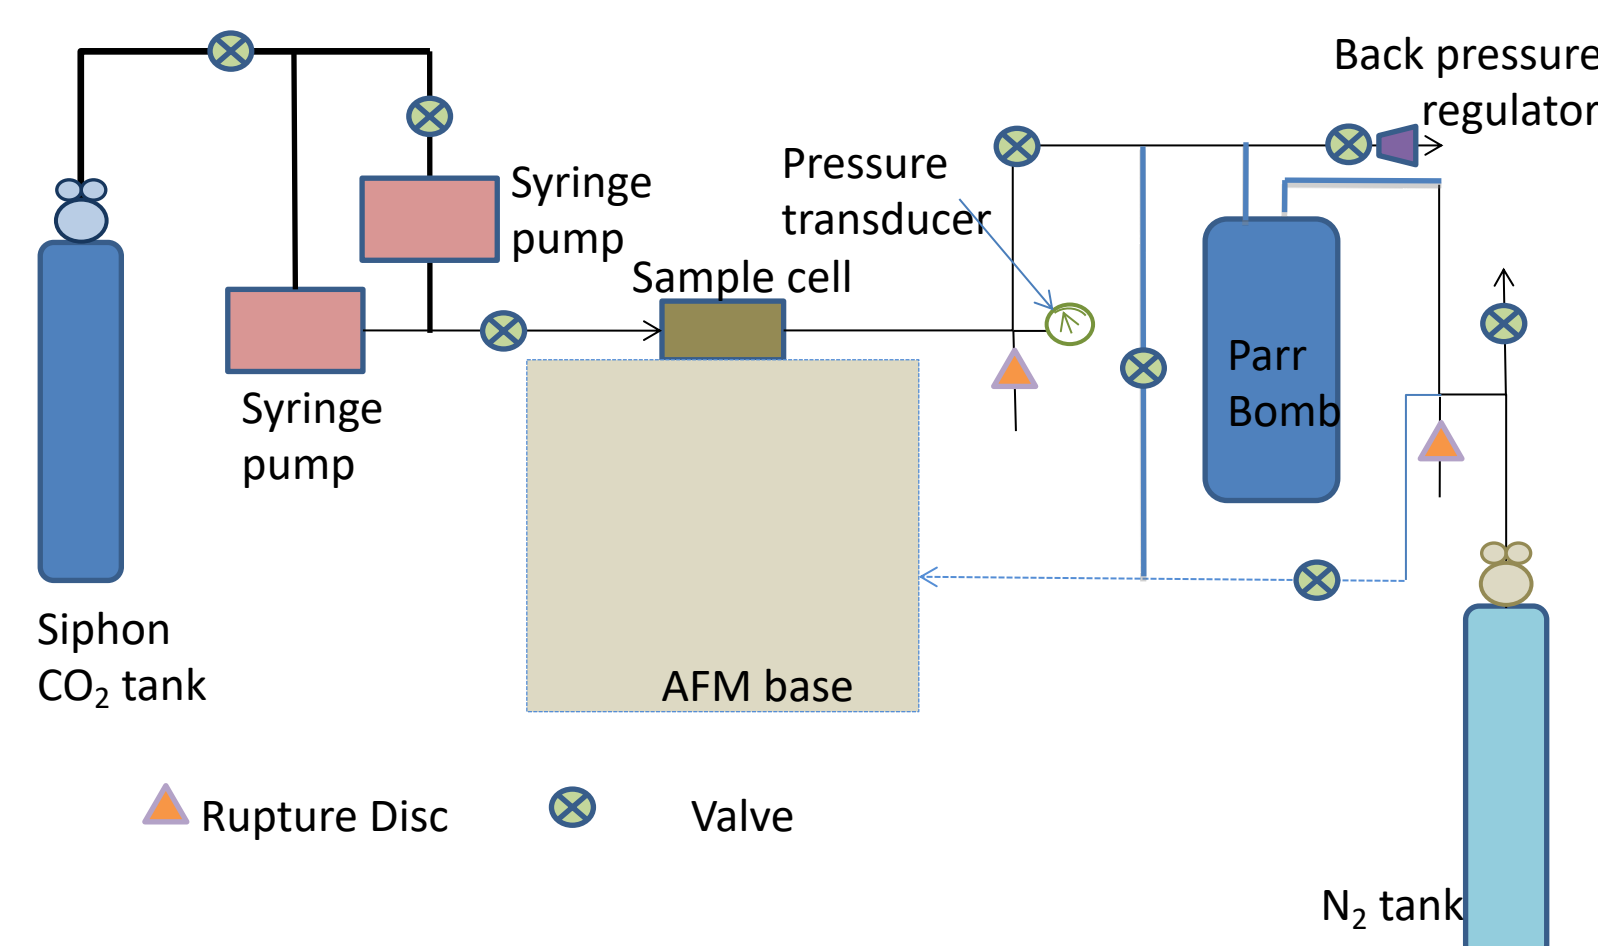 Back pressure
regulator
Pressure
transducer
Syringe
pump
Sample cell
Parr
Bomb
Syringe
pump
Siphon
CO₂ tank
AFM base
Rupture Disc
Valve
N₂ tank